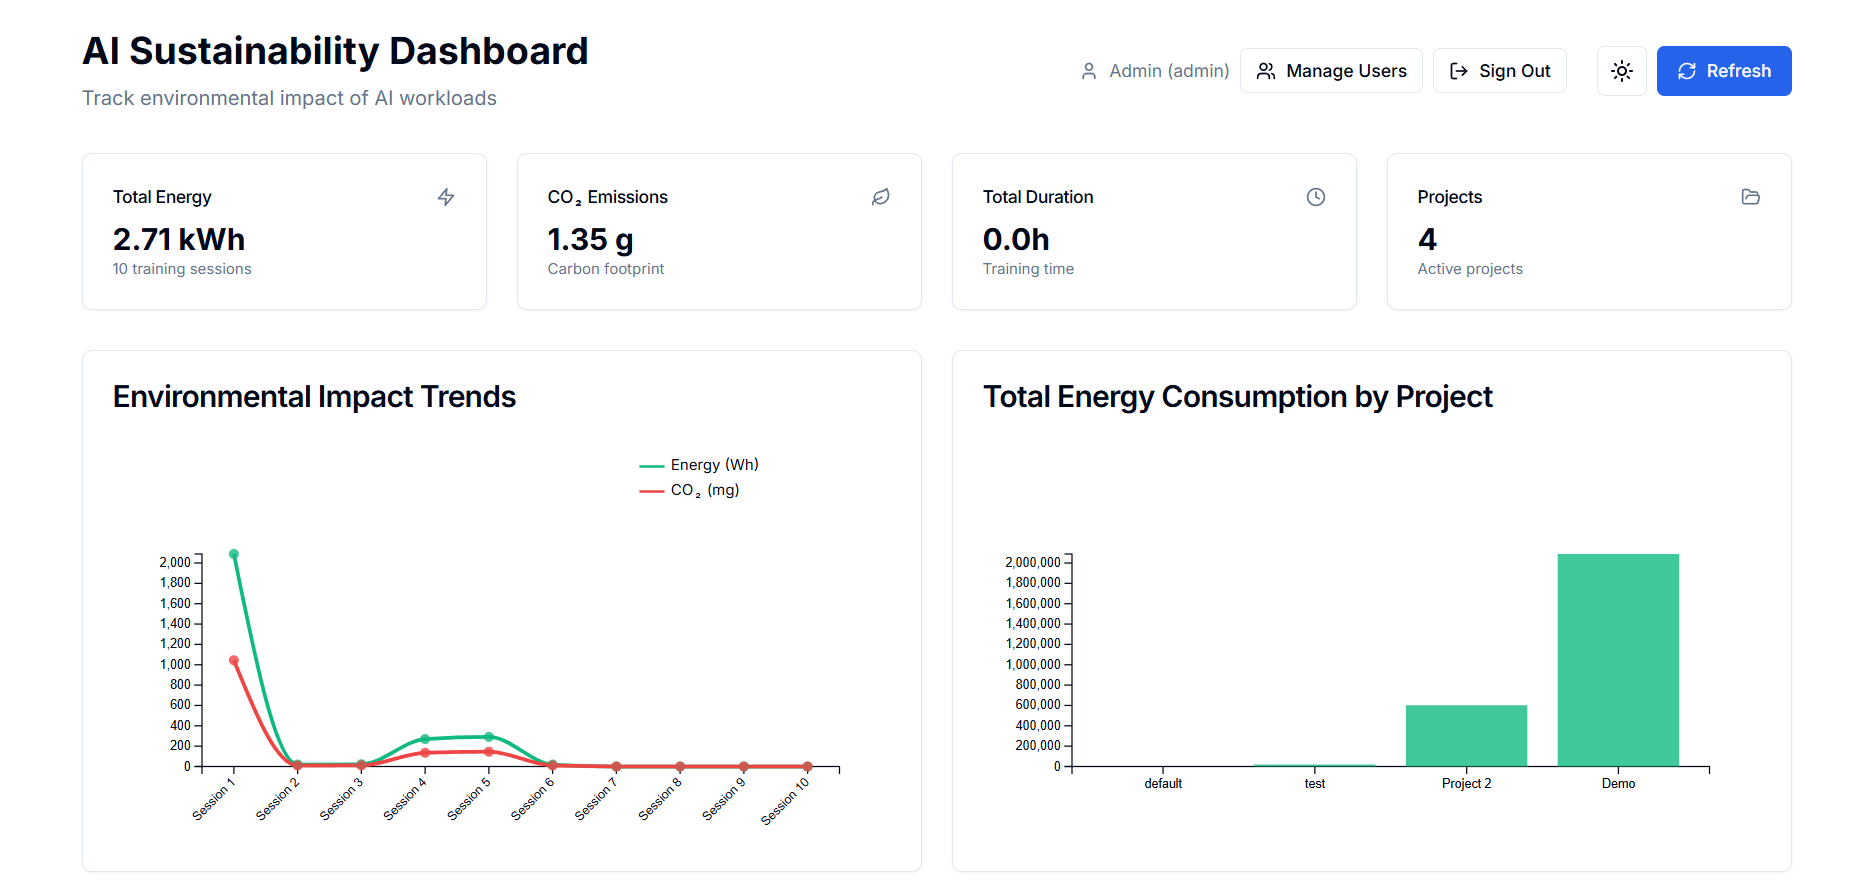 AI Sustainability Dashboard
Track environmental impact of AI workloads
Admin (admin)
Manage Users
Sign Out
Refresh
Total Energy
2.71 kWh
10 training sessions
CO₂ Emissions
1.35 g
Carbon footprint
Total Duration
0.0h
Training time
Projects
4
Active projects
Environmental Impact Trends
Energy (Wh)
CO₂ (mg)
2,000
1,800
1,600
1,400
1,200
1,000
800
600
400
200
0
Session 1
Session 2
Session 3
Session 4
Session 5
Session 6
Session 7
Session 8
Session 9
Session 10
Total Energy Consumption by Project
2,000,000
1,800,000
1,600,000
1,400,000
1,200,000
1,000,000
800,000
600,000
400,000
200,000
0
default
test
Project 2
Demo